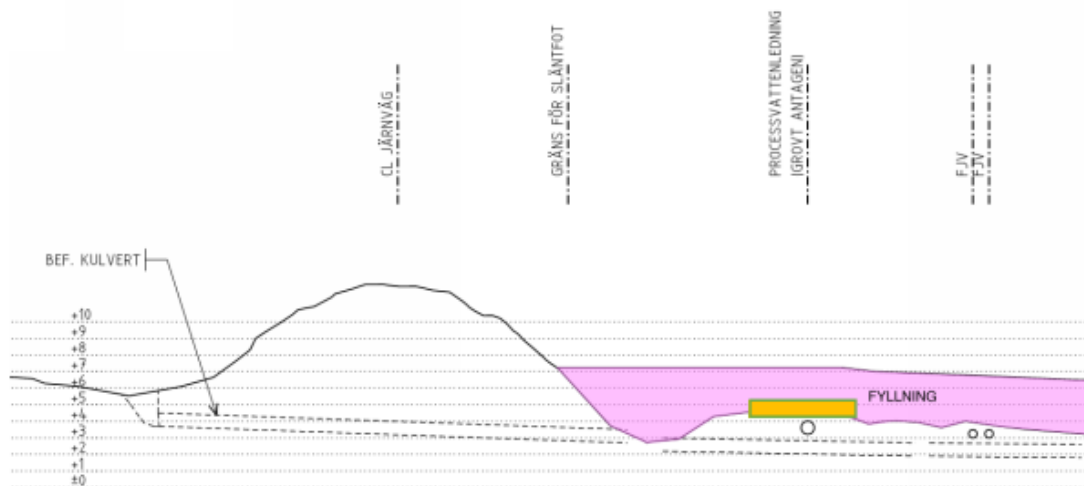 CL JÄRNVÄG
GRÄNS FÖR SLÄNTFOT
PROCESSVATTENLEDNING
(GROVT ANTAGEN)
FJV
FJV
BEF. KULVERT
+10
+9
+8
+7
+6
+5
+4
+3
+2
+1
±0
FYLLNING